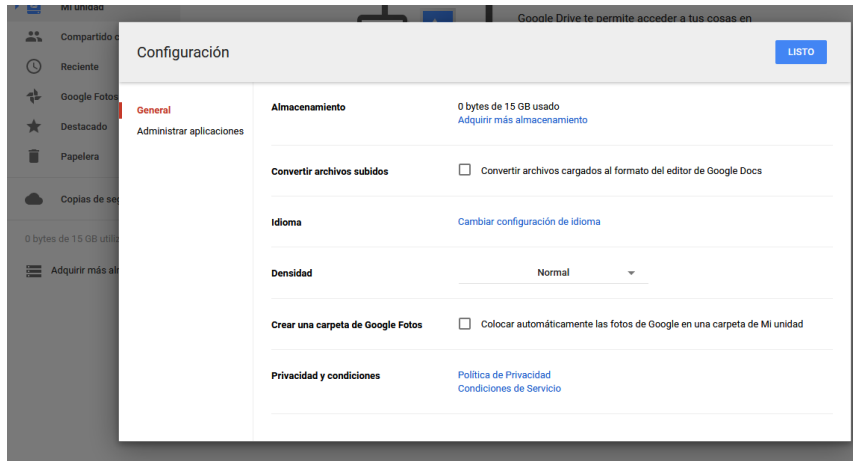 Mi unidad
Google Drive te permite acceder a tus cosas en
Compartido c
Reciente
Google Fotos
Destacado
Papelera
Copias de seg
0 bytes de 15 GB utiliz
Adquirir más alm
Configuración
LISTO
General
Administrar aplicaciones
Almacenamiento
0 bytes de 15 GB usado
Adquirir más almacenamiento
Convertir archivos subidos
Convertir archivos cargados al formato del editor de Google Docs
Idioma
Cambiar configuración de idioma
Densidad
Normal
Crear una carpeta de Google Fotos
Colocar automáticamente las fotos de Google en una carpeta de Mi unidad
Privacidad y condiciones
Política de Privacidad
Condiciones de Servicio